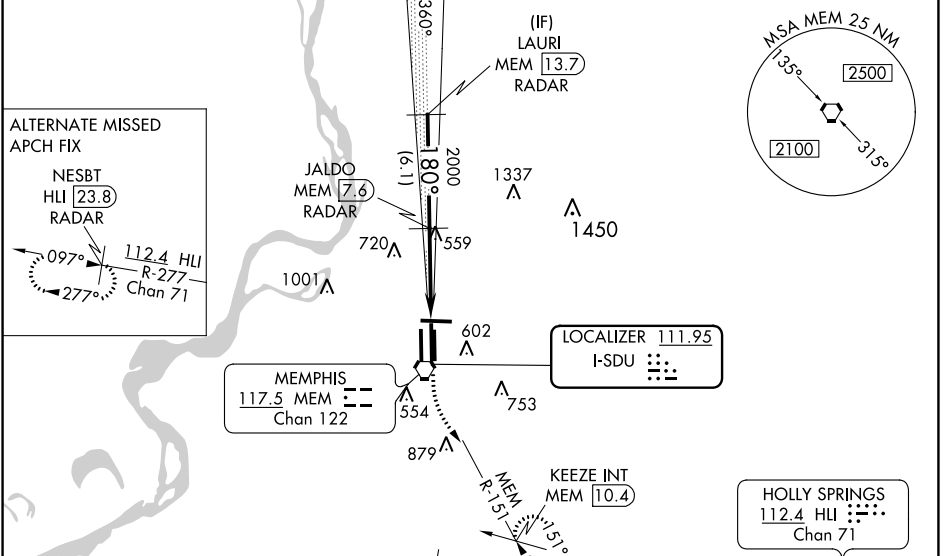 360°
(IF)
LAURI
MEM 13.7
RADAR
MSA MEM 25 NM
135°
2500
2100
315°
ALTERNATE MISSED
APCH FIX
NESBT
HLI 23.8
RADAR
097°
277°
112.4 HLI
R-277
Chan 71
JALDO
MEM 7.6
RADAR
2000
180°
(6.1)
1337
1450
720
559
1001
602
LOCALIZER 111.95
I-SDU
MEMPHIS
117.5 MEM
Chan 122
554
753
879
MEM
R-151
KEEZE INT
MEM 10.4
151°
HOLLY SPRINGS
112.4 HLI
Chan 71